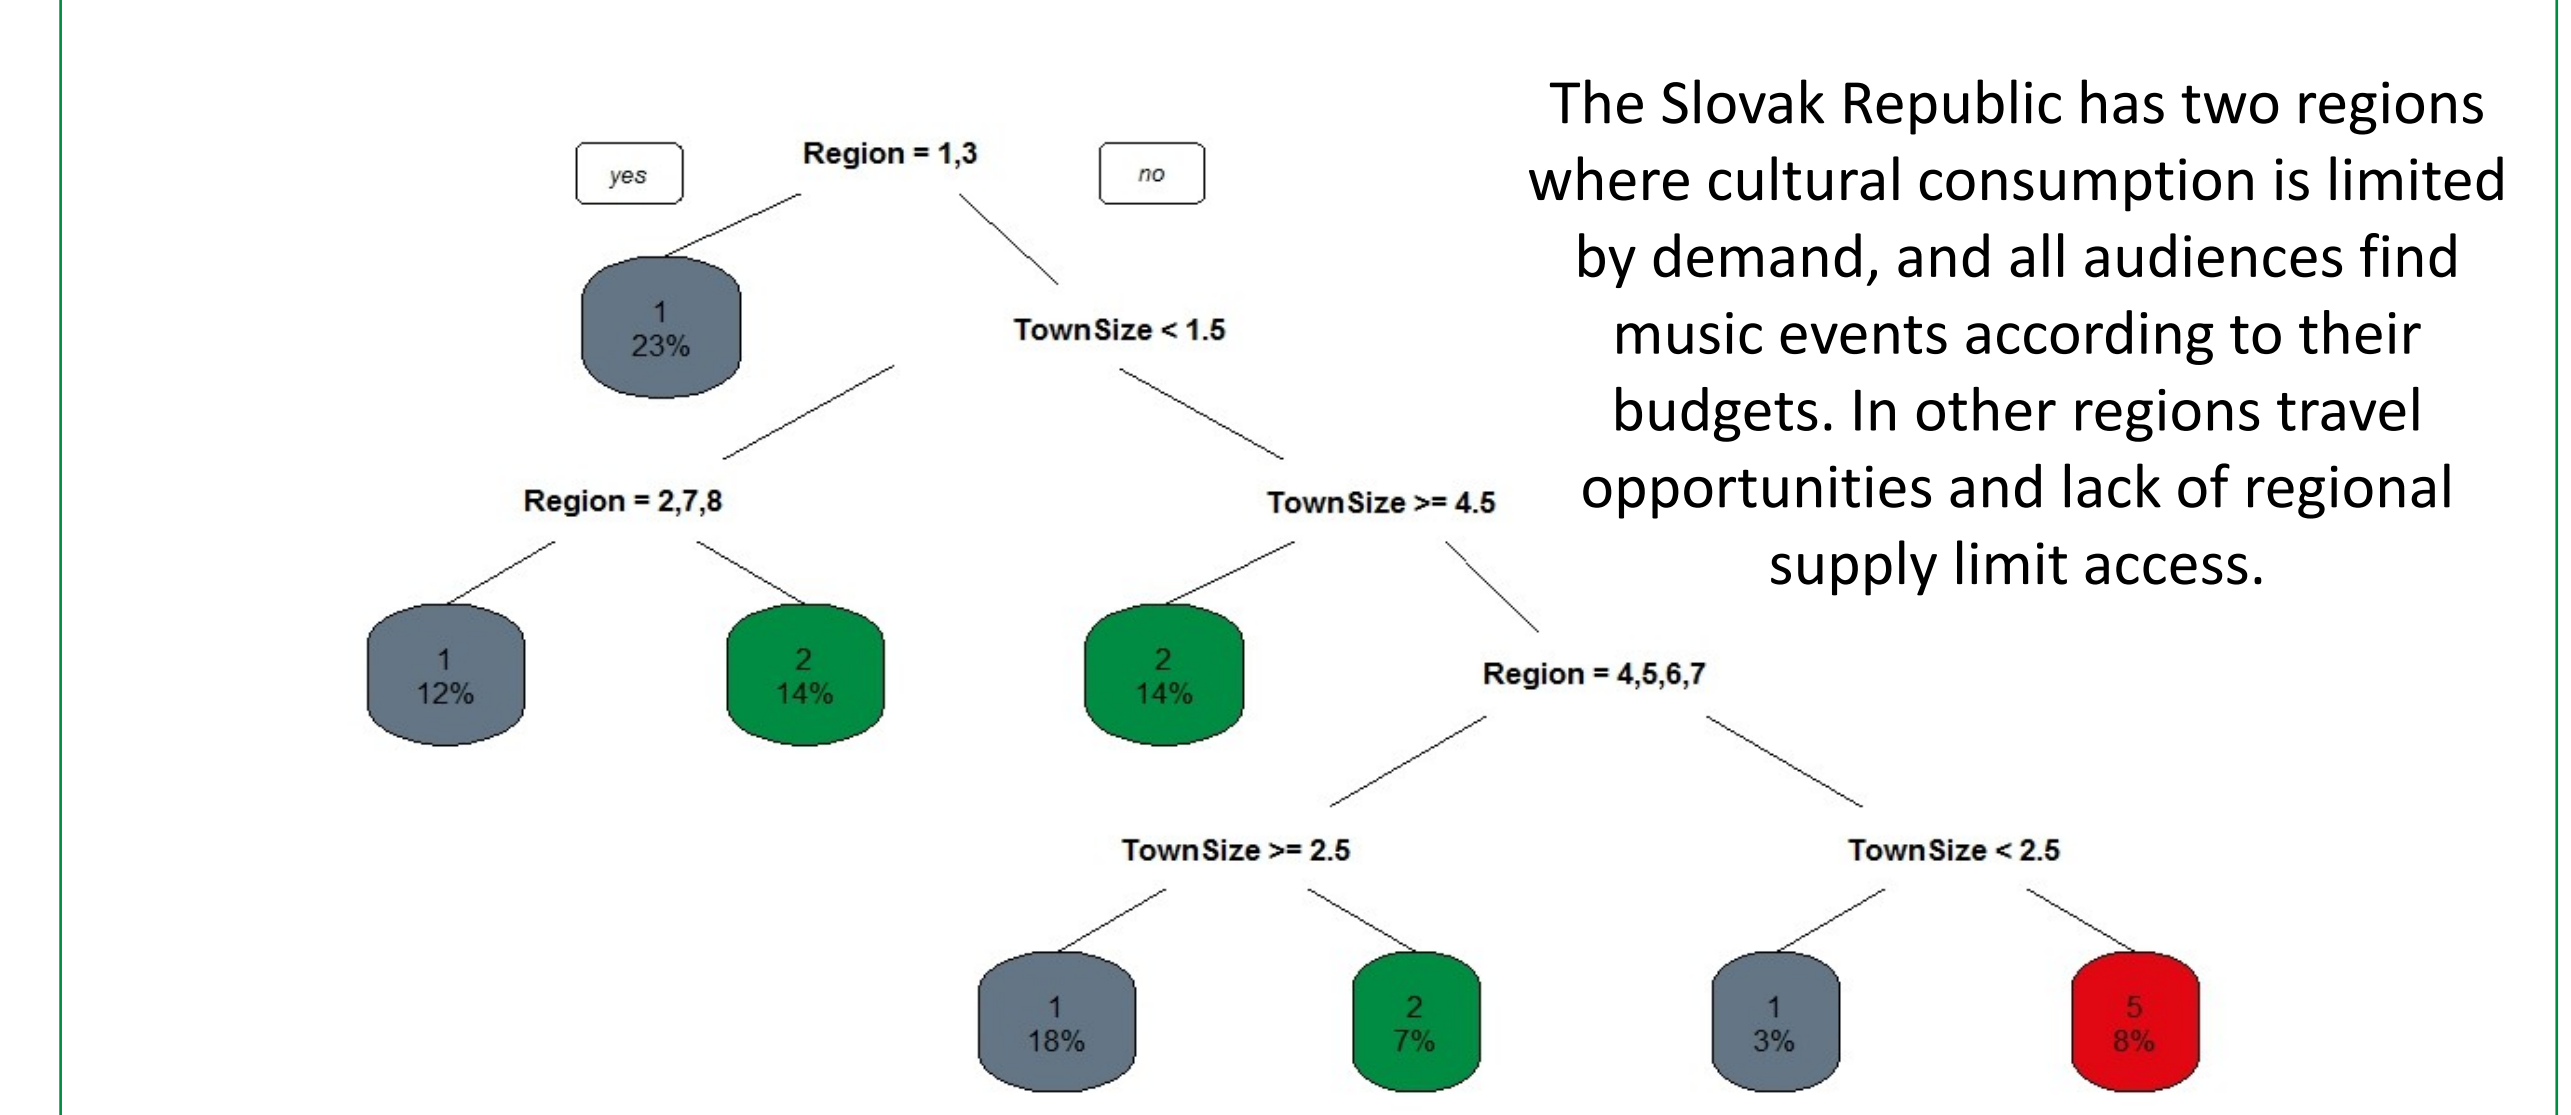 The Slovak Republic has two regions
where cultural consumption is limited
by demand, and all audiences find
music events according to their
budgets. In other regions travel
opportunities and lack of regional
supply limit access.
yes
Region = 1,3
no
1
23%
TownSize < 1.5
Region = 2,7,8
TownSize >= 4.5
1
12%
2
14%
2
14%
Region = 4,5,6,7
TownSize >= 2.5
TownSize < 2.5
1
18%
2
7%
1
3%
5
8%